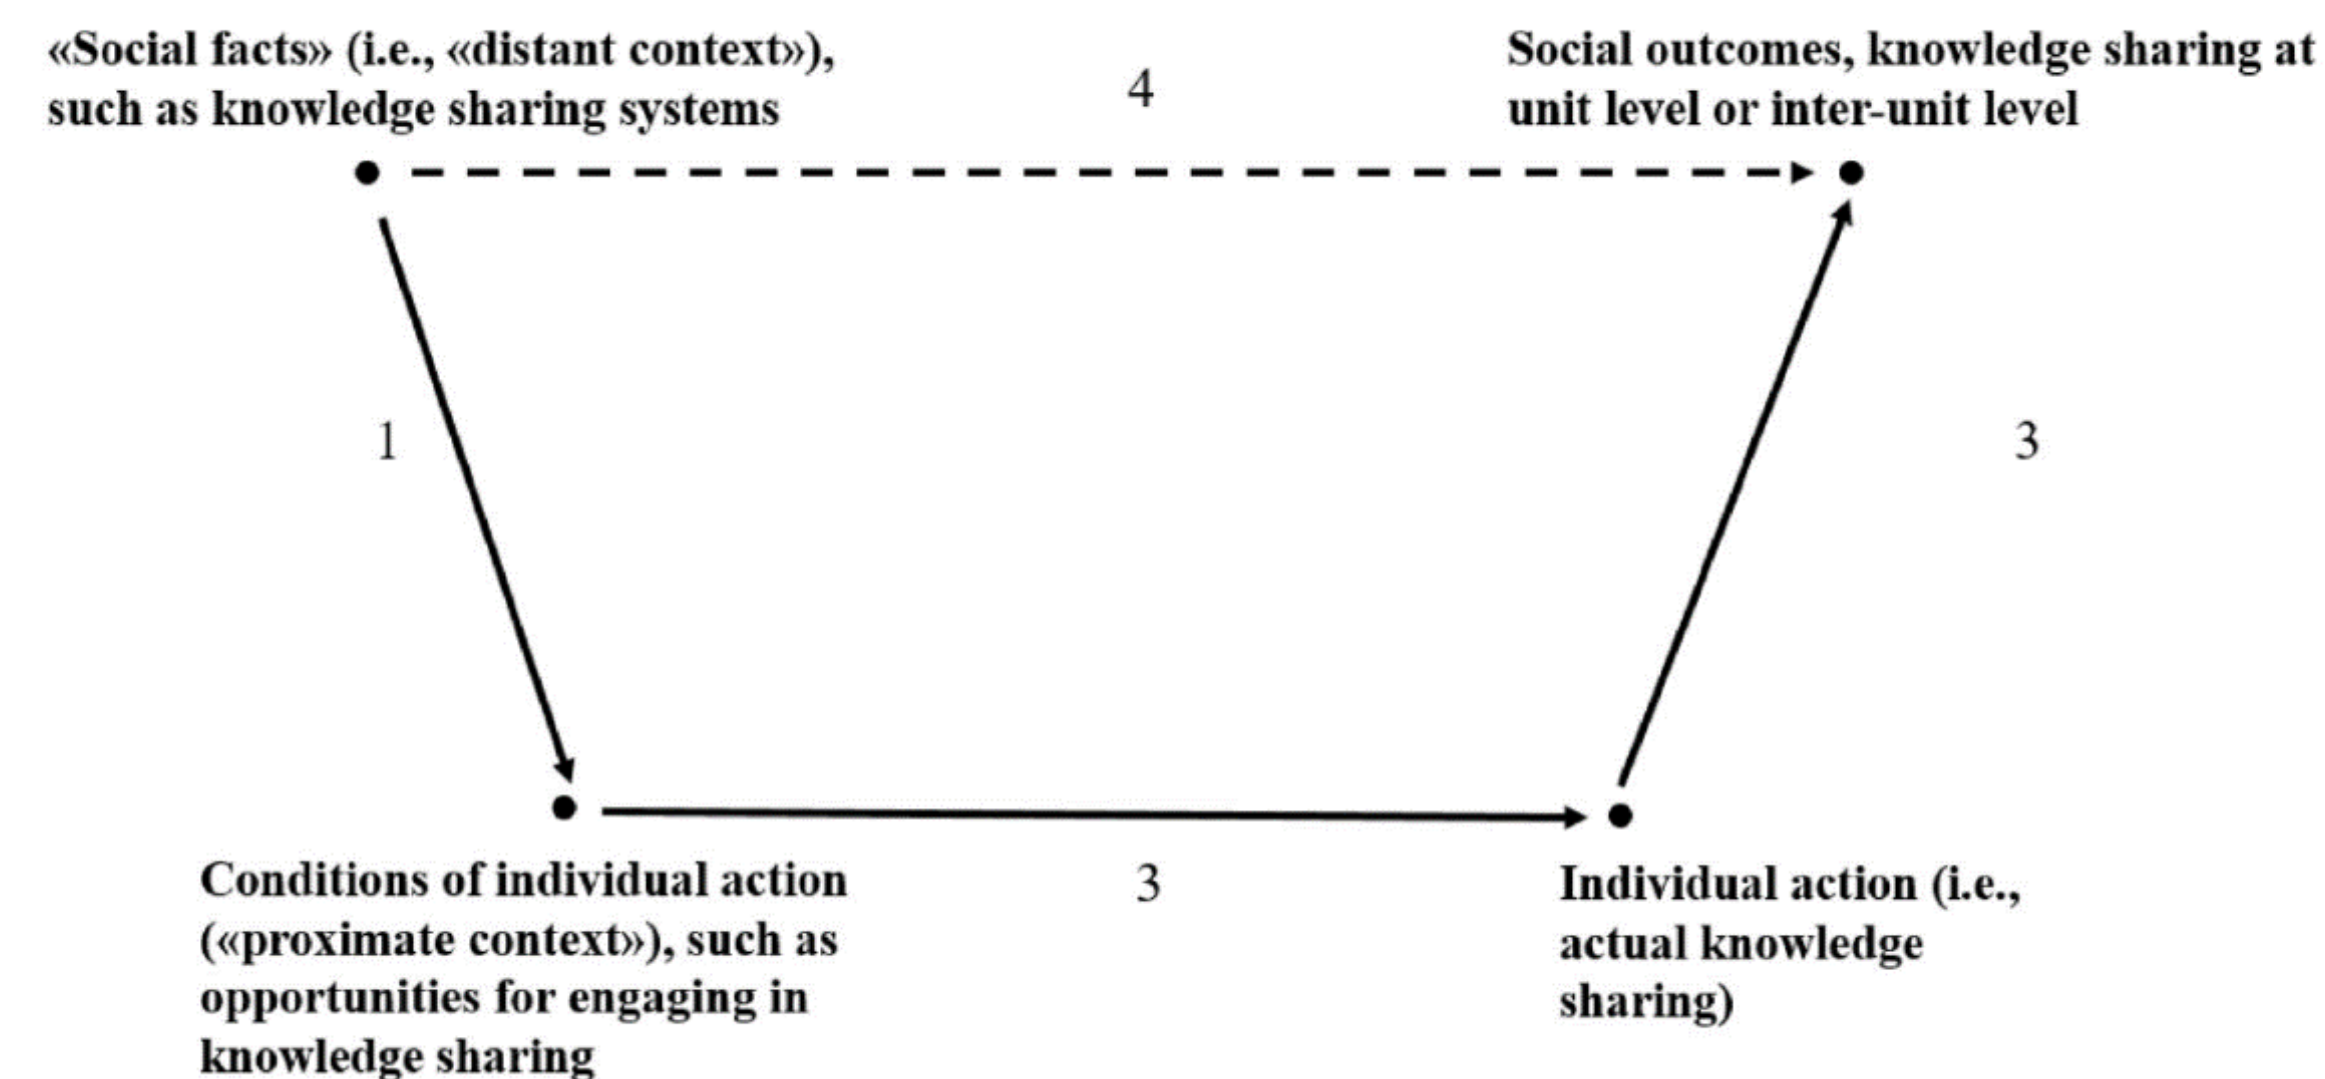 «Social facts» (i.e., «distant context»),
such as knowledge sharing systems
4
Social outcomes, knowledge sharing at
unit level or inter-unit level
1
3
Conditions of individual action
(«proximate context»), such as
opportunities for engaging in
knowledge sharing
3
Individual action (i.e.,
actual knowledge
sharing)